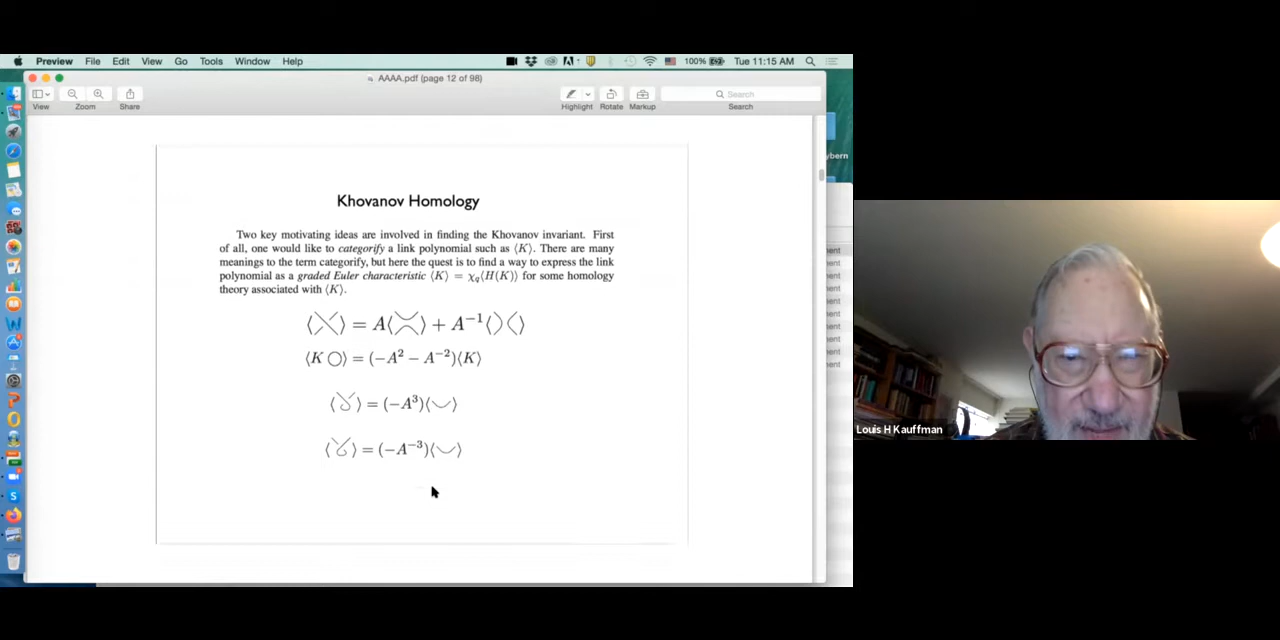 Preview File Edit View Go Tools Window Help 100% Tue 11:15 AM
AAAA.pdf (page 12 of 98)
View Zoom Share Highlight Rotate Markup Search
Search
Khovanov Homology
Two key motivating ideas are involved in finding the Khovanov invariant. First
of all, one would like to categorify a link polynomial such as ⟨K⟩. There are many
meanings to the term categorify, but here the quest is to find a way to express the link
polynomial as a graded Euler characteristic ⟨K⟩ = χq⟨H(K)⟩ for some homology
theory associated with ⟨K⟩.
⟨⟩ = A⟨⟩ + A⁻¹⟨⟩
⟨K ○⟩ = (−A² − A⁻²)⟨K⟩
⟨⟩ = (−A³)⟨⟩
⟨⟩ = (−A⁻³)⟨⟩
Louis H Kauffman